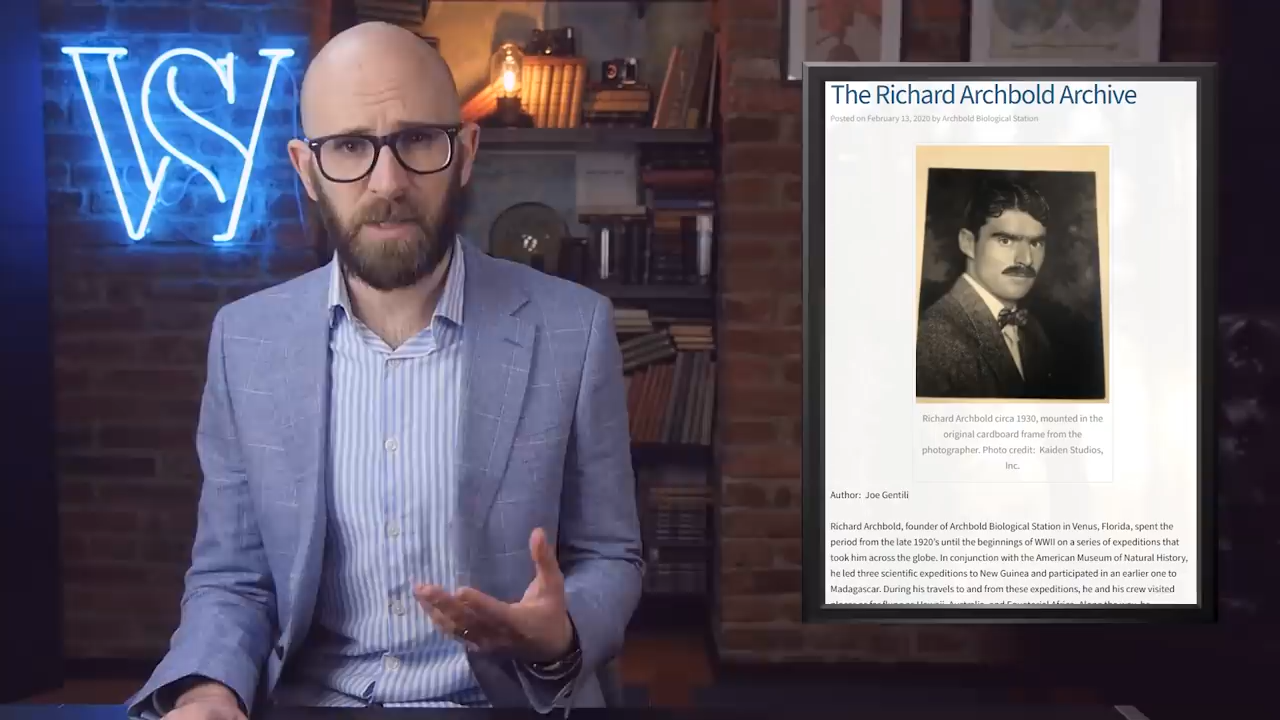 WS
The Richard Archbold Archive
Posted on February 13, 2020 by Archbold Biological Station
Richard Archbold circa 1930, mounted in the
original cardboard frame from the
photographer. Photo credit: Kaiden Studios,
Inc.
Author: Joe Gentili
Richard Archbold, founder of Archbold Biological Station in Venus, Florida, spent the
period from the late 1920's until the beginnings of WWII on a series of expeditions that
took him across the globe. In conjunction with the American Museum of Natural History,
he led three scientific expeditions to New Guinea and participated in an earlier one to
Madagascar. During his travels to and from these expeditions, he and his crew visited